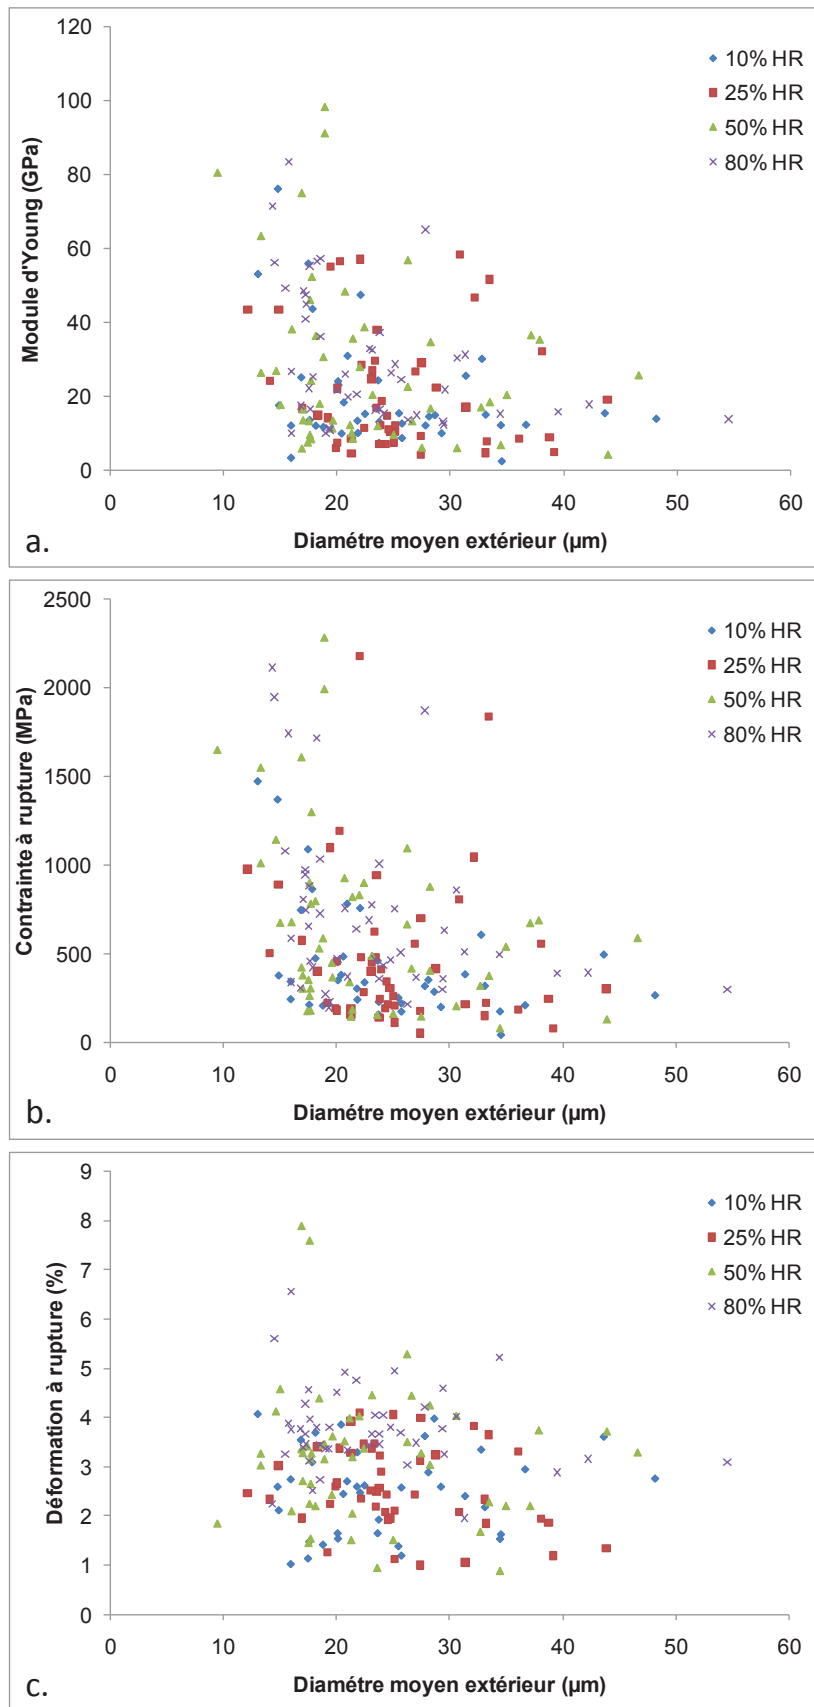 120
100
80
60
40
20
0
Module d'Young (GPa)
10% HR
25% HR
50% HR
80% HR
0 10 20 30 40 50 60
Diamétre moyen extérieur (µm)
a.
2500
2000
1500
1000
500
0
Contrainte à rupture (MPa)
10% HR
25% HR
50% HR
80% HR
0 10 20 30 40 50 60
Diamétre moyen extérieur (µm)
b.
9
8
7
6
5
4
3
2
1
0
Déformation à rupture (%)
10% HR
25% HR
50% HR
80% HR
0 10 20 30 40 50 60
Diamétre moyen extérieur (µm)
c.